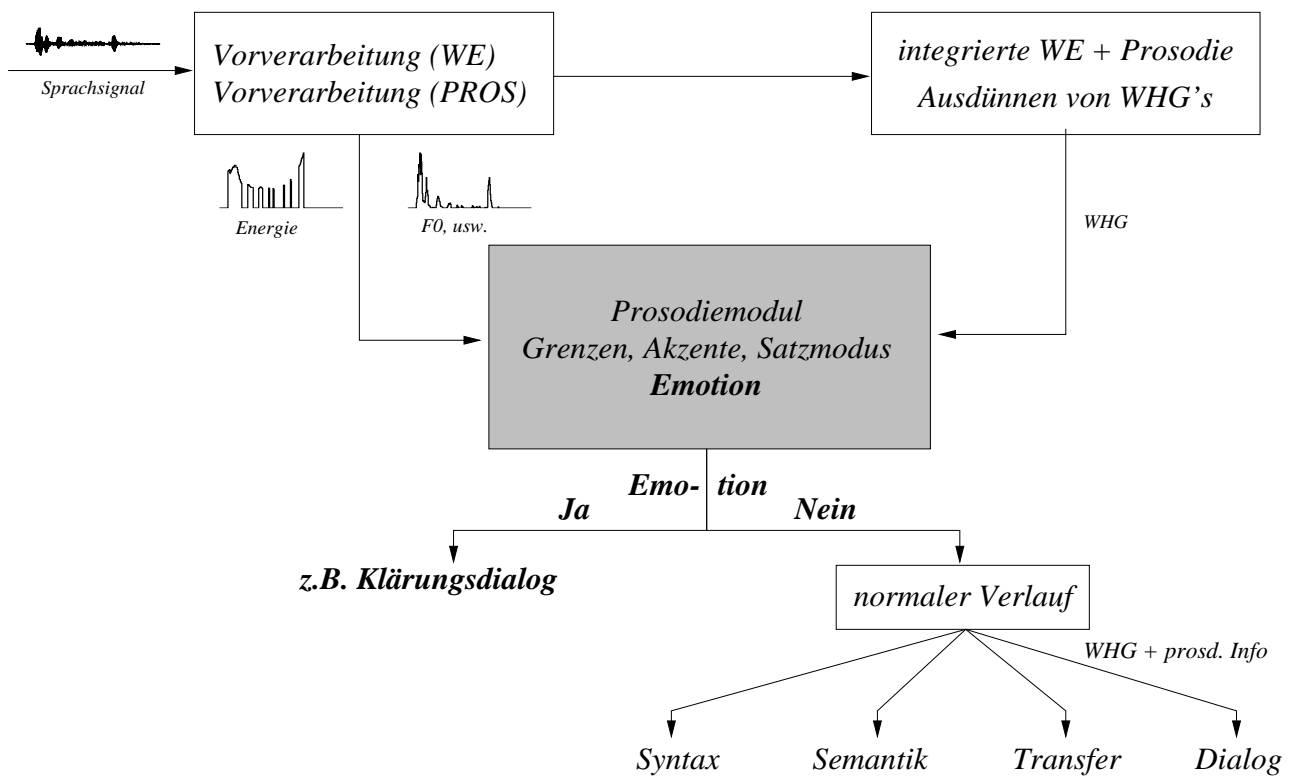 Sprachsignal
Vorverarbeitung (WE)
Vorverarbeitung (PROS)
integrierte WE + Prosodie
Ausdünnen von WHG's
Energie
F0, usw.
WHG
Prosodiemodul
Grenzen, Akzente, Satzmodus
Emotion
Emo- tion
Ja
Nein
z.B. Klärungsdialog
normaler Verlauf
WHG + prosd. Info
Syntax
Semantik
Transfer
Dialog